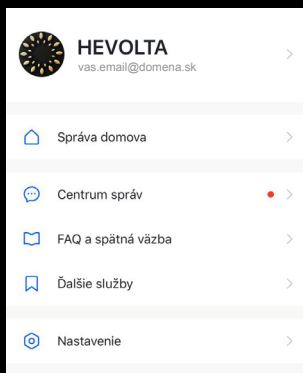 HEVOLTA
vas.email@domena.sk
Správa domova
Centrum správ
FAQ a spätná väzba
Ďalšie služby
Nastavenie